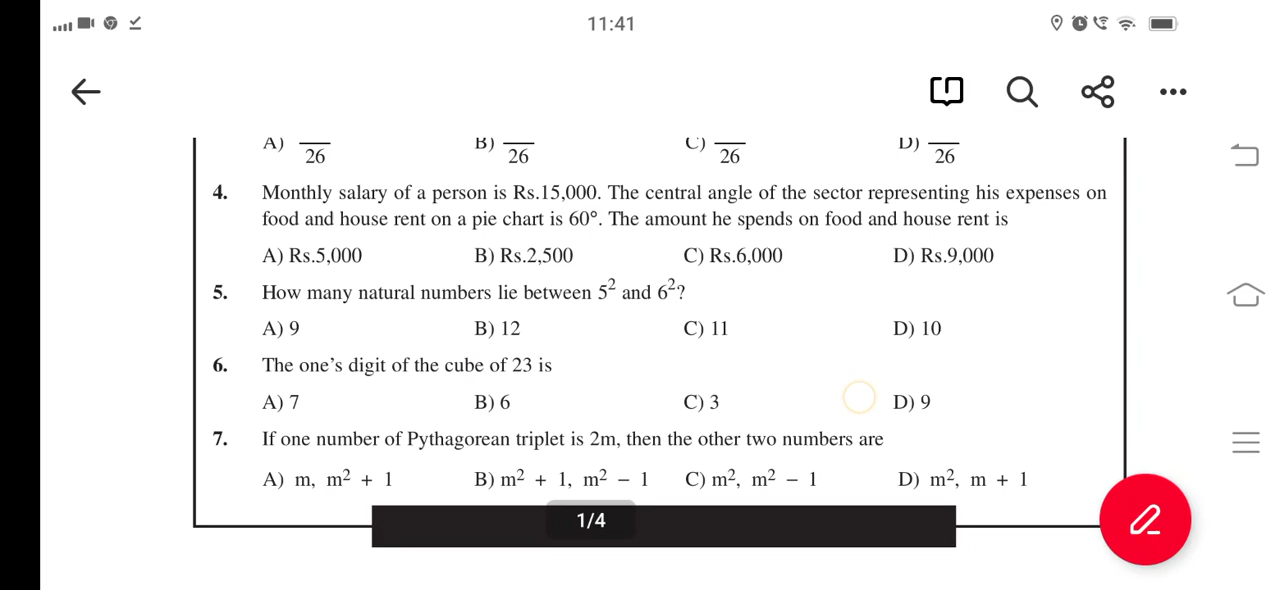 11:41
A) — B) — C) — D) —
26 26 26 26
4. Monthly salary of a person is Rs.15,000. The central angle of the sector representing his expenses on
food and house rent on a pie chart is 60°. The amount he spends on food and house rent is
A) Rs.5,000 B) Rs.2,500 C) Rs.6,000 D) Rs.9,000
5. How many natural numbers lie between 5² and 6²?
A) 9 B) 12 C) 11 D) 10
6. The one’s digit of the cube of 23 is
A) 7 B) 6 C) 3 D) 9
7. If one number of Pythagorean triplet is 2m, then the other two numbers are
A) m, m² + 1 B) m² + 1, m² − 1 C) m², m² − 1 D) m², m + 1
1/4